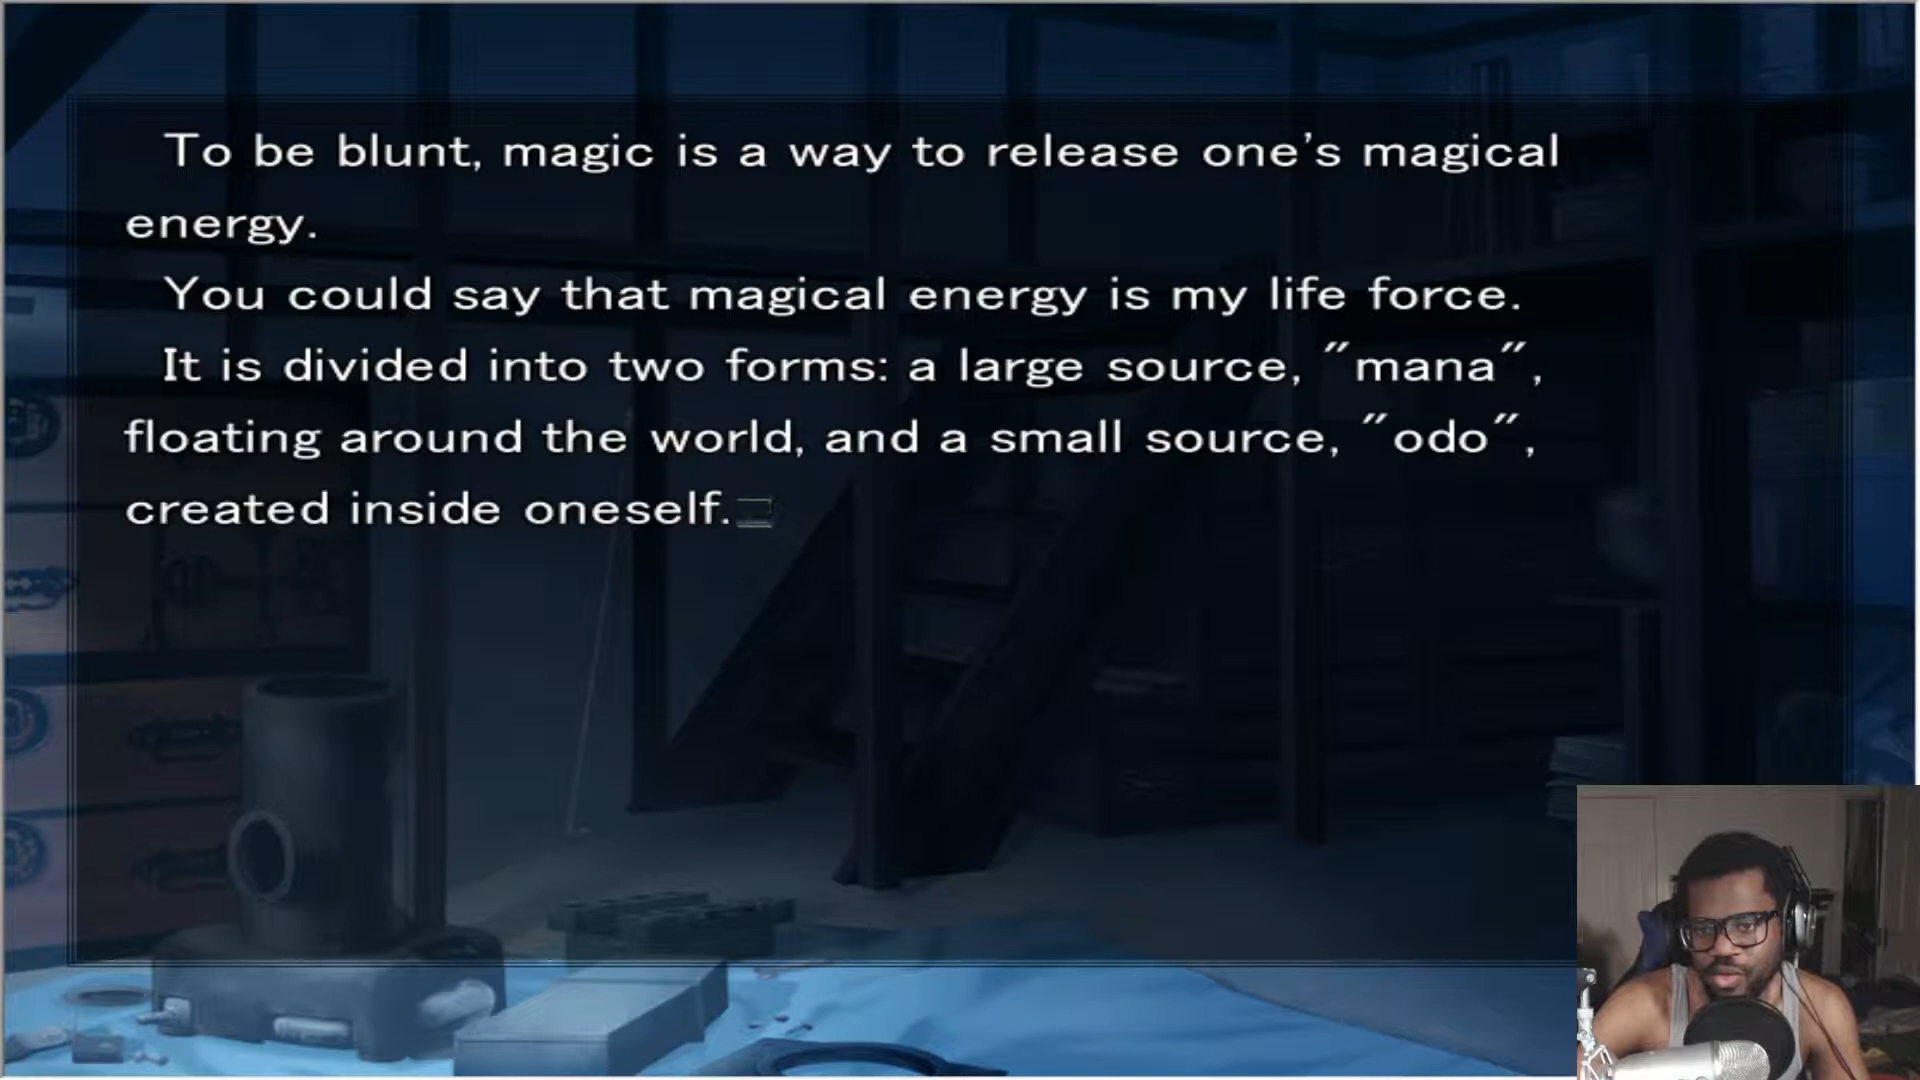 To be blunt, magic is a way to release one's magical
energy.
You could say that magical energy is my life force.
It is divided into two forms: a large source, "mana",
floating around the world, and a small source, "odo",
created inside oneself.